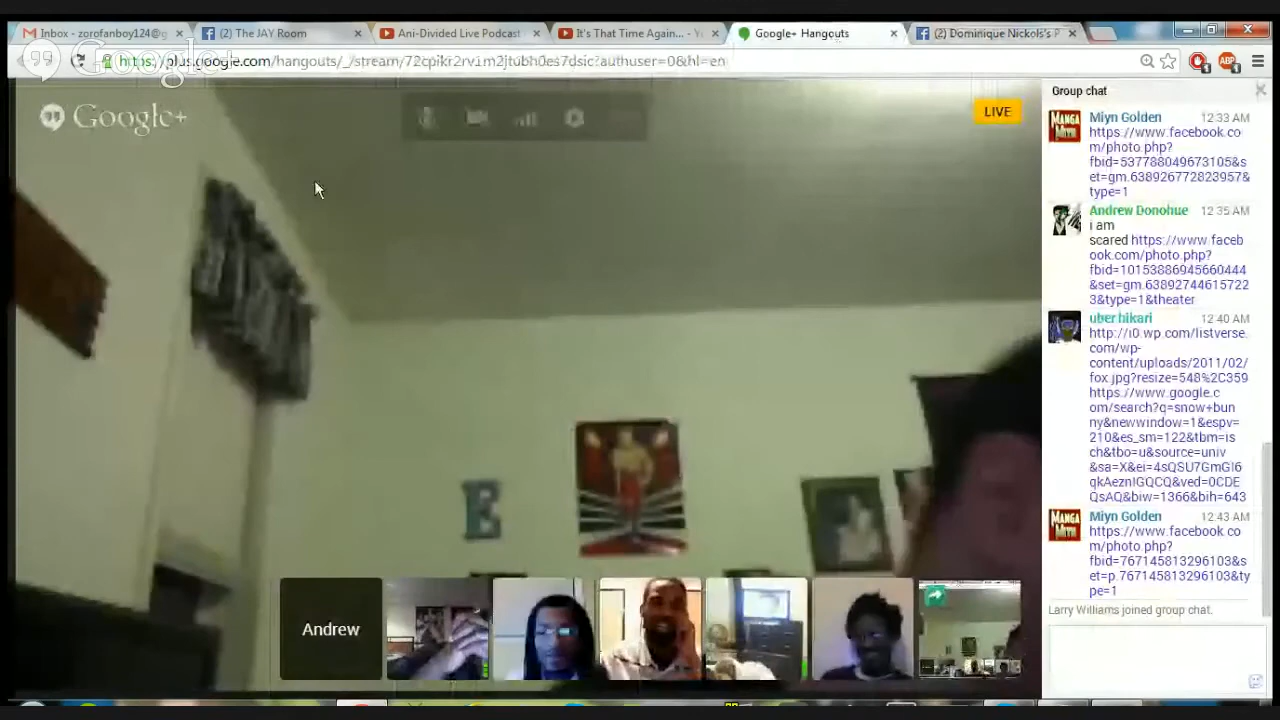 Inbox - zorofanboy124@g
(2) The JAY Room
Ani-Divided Live Podcast
It's That Time Again... - Y
Google+ Hangouts
(2) Dominique Nickols's P
https://plus.google.com/hangouts/_/stream/72cpikr2rv1m2jtubh0es7dsic?authuser=0&hl=en
Google+
Google+
LIVE
Group chat
Miyn Golden 12:33 AM
https://www.facebook.co
m/photo.php?
fbid=537788049673105&s
et=gm.638926772823957&
type=1
Andrew Donohue 12:35 AM
i am
scared https://www.faceb
ook.com/photo.php?
fbid=10153886945660444
&set=gm.63892744615722
3&type=1&theater
uber hikari 12:40 AM
http://i0.wp.com/listverse.
com/wp-
content/uploads/2011/02/
fox.jpg?resize=548%2C359
https://www.google.c
om/search?q=snow+bun
ny&newwindow=1&espv=
210&es_sm=122&tbm=is
ch&tbo=u&source=univ
&sa=X&ei=4sQSU7GmGI6
qkAeznIGQCQ&ved=0CDE
QsAQ&biw=1366&bih=643
Miyn Golden 12:43 AM
https://www.facebook.co
m/photo.php?
fbid=767145813296103&s
et=p.767145813296103&ty
pe=1
Larry Williams joined group chat.
MANGA
MANGA
E
Andrew